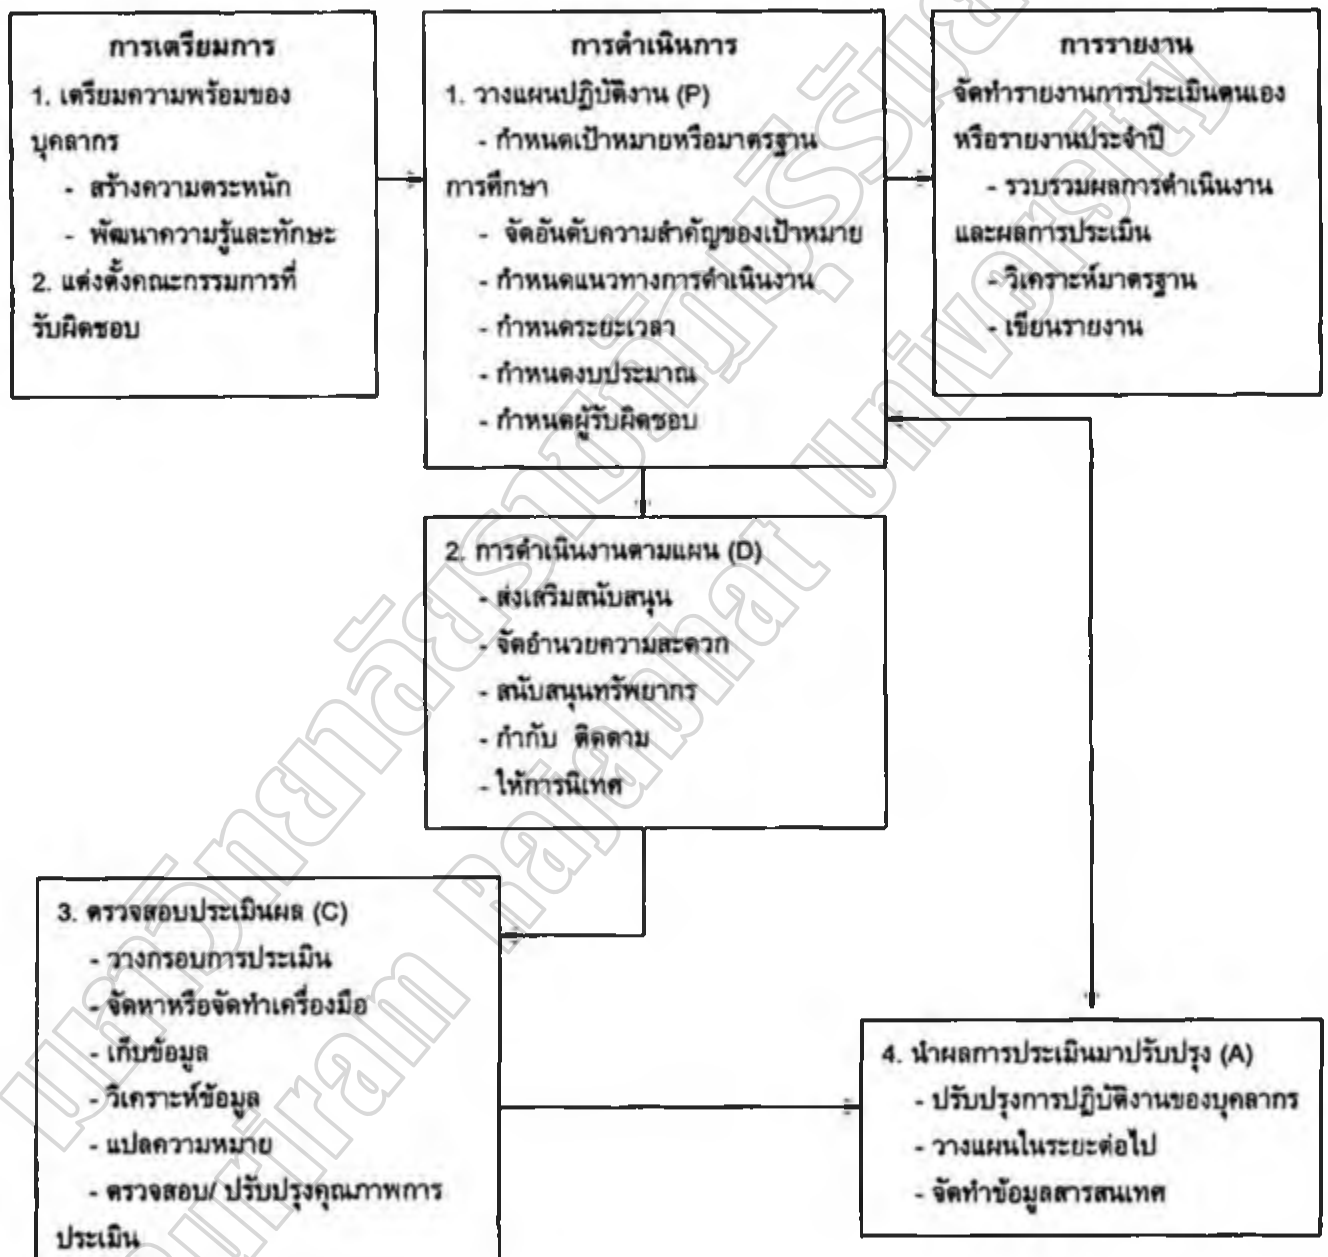 การเตรียมการ
1. เตรียมความพร้อมของ
บุคลากร
- สร้างความตระหนัก
- พัฒนาความรู้และทักษะ
2. แต่งตั้งคณะกรรมการที่
รับผิดชอบ
การดำเนินการ
1. วางแผนปฏิบัติงาน (P)
- กำหนดเป้าหมายหรือมาตรฐาน
การศึกษา
- จัดอันดับความสำคัญของเป้าหมาย
- กำหนดแนวทางการดำเนินงาน
- กำหนดระยะเวลา
- กำหนดงบประมาณ
- กำหนดผู้รับผิดชอบ
การรายงาน
จัดทำรายงานการประเมินตนเอง
หรือรายงานประจำปี
- รวบรวมผลการดำเนินงาน
และผลการประเมิน
- วิเคราะห์มาตรฐาน
- เขียนรายงาน
2. การดำเนินงานตามแผน (D)
- ส่งเสริมสนับสนุน
- จัดอำนวยความสะดวก
- สนับสนุนทรัพยากร
- กำกับ ติดตาม
- ให้การนิเทศ
3. ตรวจสอบประเมินผล (C)
- วางกรอบการประเมิน
- จัดหาหรือจัดทำเครื่องมือ
- เก็บข้อมูล
- วิเคราะห์ข้อมูล
- แปลความหมาย
- ตรวจสอบ/ ปรับปรุงคุณภาพการ
ประเมิน
4. นำผลการประเมินมาปรับปรุง (A)
- ปรับปรุงการปฏิบัติงานของบุคลากร
- วางแผนในระยะต่อไป
- จัดทำข้อมูลสารสนเทศ
มหาวิทยาลัยราชภัฏบุรีรัมย์
Buriram Rajabhat University